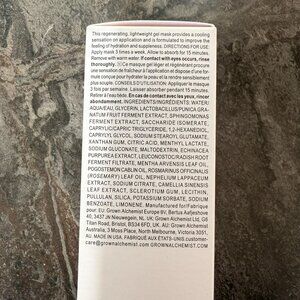 This regenerating, lightweight gel mask provides a cooling
sensation on application and is formulated to improve the
feeling of hydration and suppleness. DIRECTIONS FOR USE:
Apply mask 3 times a week. Allow to absorb for 15 minutes.
Remove with warm water. If contact with eyes occurs, rinse
thoroughly. Ce masque gel léger et régénérant procure
une sensation de fraîcheur à l'application et dispose d'une for-
mule conçue pour hydrater la peau et la rendre sensiblement plus
souple. CONSEILS D'UTILISATION: Appliquer le masque
3 fois par semaine. Laisser absorber pendant 15 minutes.
Retirer à l'eau tiède. En cas de contact avec les yeux, rincer
abondamment. INGREDIENTS/INGRÉDIENTS: WATER/
AQUA/EAU, GLYCERIN, LACTOBACILLUS/PUNICA GRA-
NATUM FRUIT FERMENT EXTRACT, SPHINGOMONAS
FERMENT EXTRACT, SACCHARIDE ISOMERATE,
CAPRYLIC/CAPRIC TRIGLYCERIDE, 1,2-HEXANEDIOL,
CAPRYLYL GLYCOL, SODIUM STEAROYL GLUTAMATE,
XANTHAN GUM, CITRIC ACID, MENTHYL LACTATE,
SODIUM GLUCONATE, MALTODEXTRIN, ECHINACEA
PURPUREA EXTRACT, LEUCONOSTOC/RADISH ROOT
FERMENT FILTRATE, MENTHA ARVENSIS LEAF OIL,
POGOSTEMON CABLIN OIL, ROSMARINUS OFFICINALIS
(ROSEMARY) LEAF OIL, NEPHELIUM LAPPACEUM
EXTRACT, SODIUM CITRATE, CAMELLIA SINENSIS
LEAF EXTRACT, SCLEROTIUM GUM, LECITHIN,
PULLULAN, SILICA, POTASSIUM SORBATE, SODIUM
BENZOATE, LIMONENE. Manufactured for/Fabriqué
pour: EU: Grown Alchemist Europe BV, Bartus Aafjeshove
40, 3437 JN Nieuwegein, NL. UK: Grown Alchemist Ltd, G8
Titan Road, Bristol, BS34 6FD, UK. AU: Grown Alchemist
Australia, 3 Moss Place, North Melbourne, Victoria
MADE IN USA. FABRIQUÉ AUX ÉTATS-UNIS. customer-
care@grownalchemist.com GROWNALCHEMIST.COM